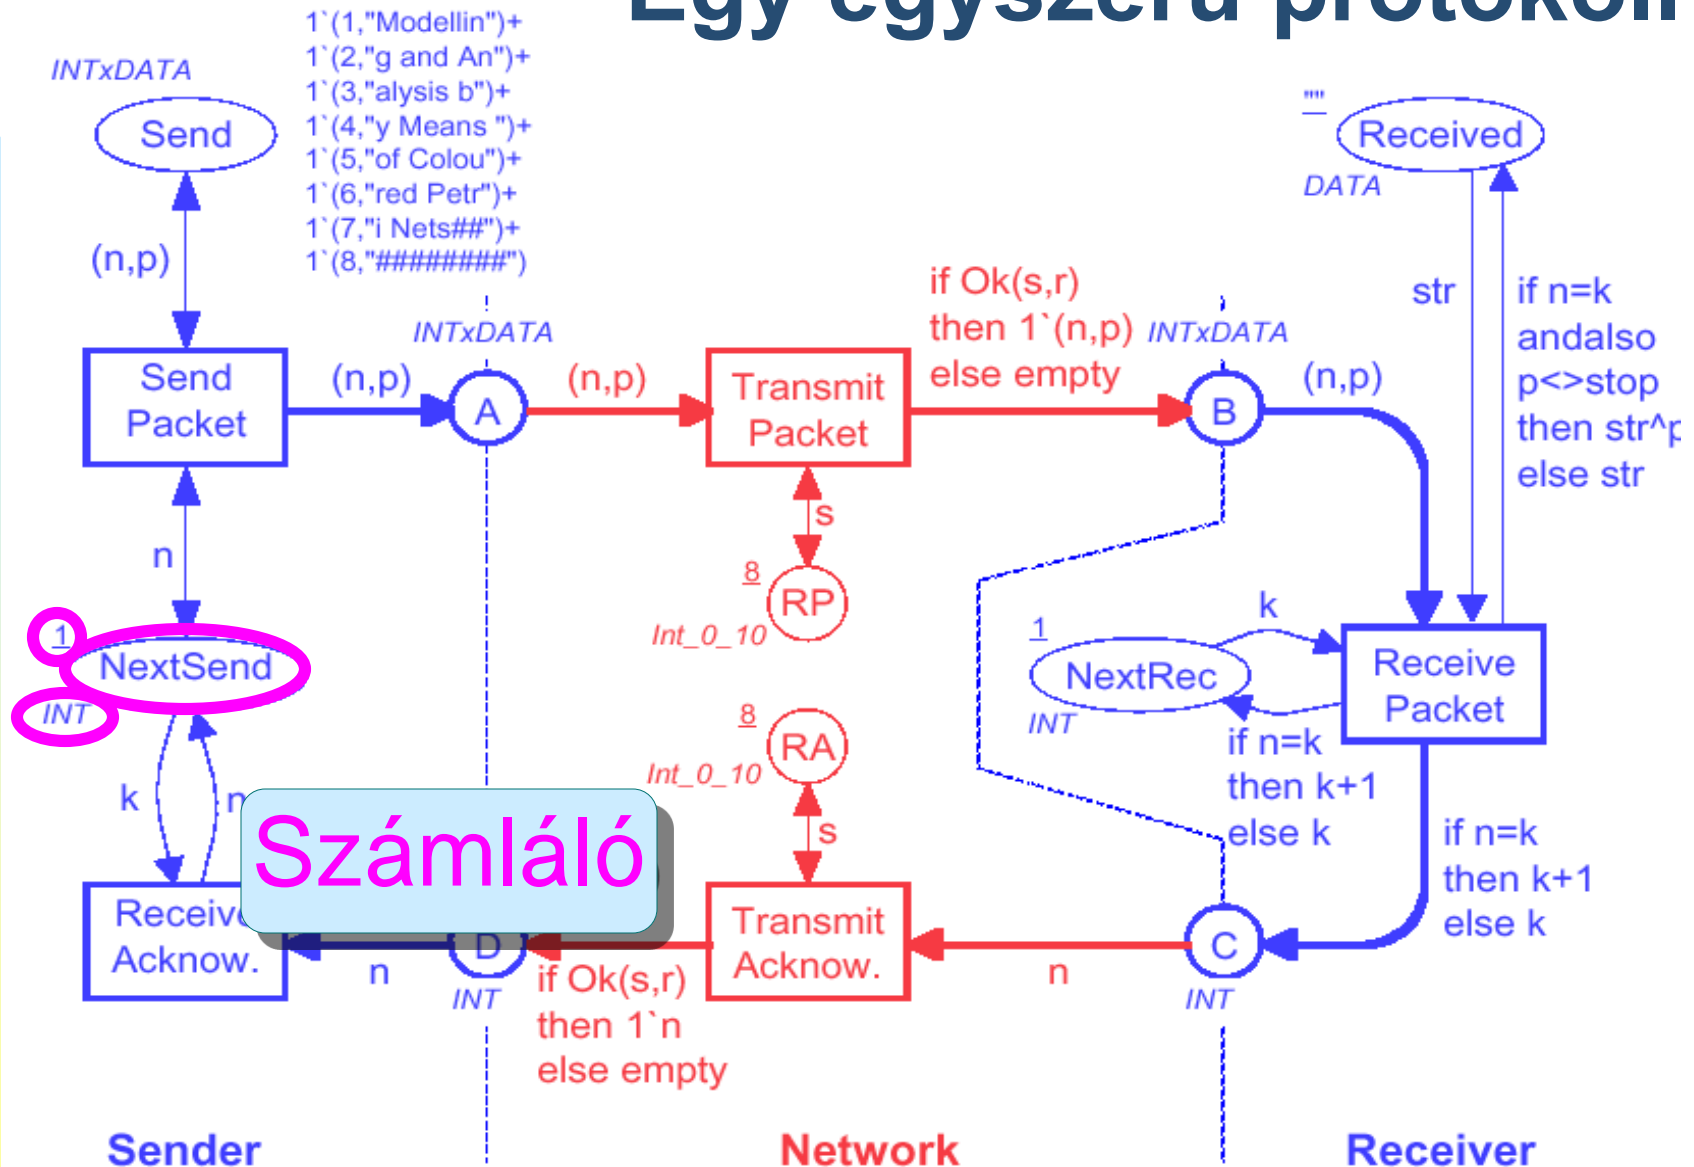 Egy egyszerű protokoll
1`(1,"Modellin")+
1`(2,"g and An")+
1`(3,"alysis b")+
1`(4,"y Means ")+
1`(5,"of Colou")+
1`(6,"red Petr")+
1`(7,"i Nets##")+
1`(8,"########")
INTxDATA
Send
(n,p)
Send
Packet
(n,p)
INTxDATA
A
(n,p)
Transmit
Packet
if Ok(s,r)
then 1`(n,p)
else empty
INTxDATA
B
(n,p)
""
Received
DATA
str
if n=k
andalso
p<>stop
then str^p
else str
n
1
NextSend
INT
s
8
RP
Int_0_10
8
RA
Int_0_10
s
1
NextRec
INT
k
Receive
Packet
if n=k
then k+1
else k
if n=k
then k+1
else k
k
n
Számláló
Receive
Acknow.
n
D
INT
if Ok(s,r)
then 1`n
else empty
Transmit
Acknow.
n
C
INT
Sender
Network
Receiver